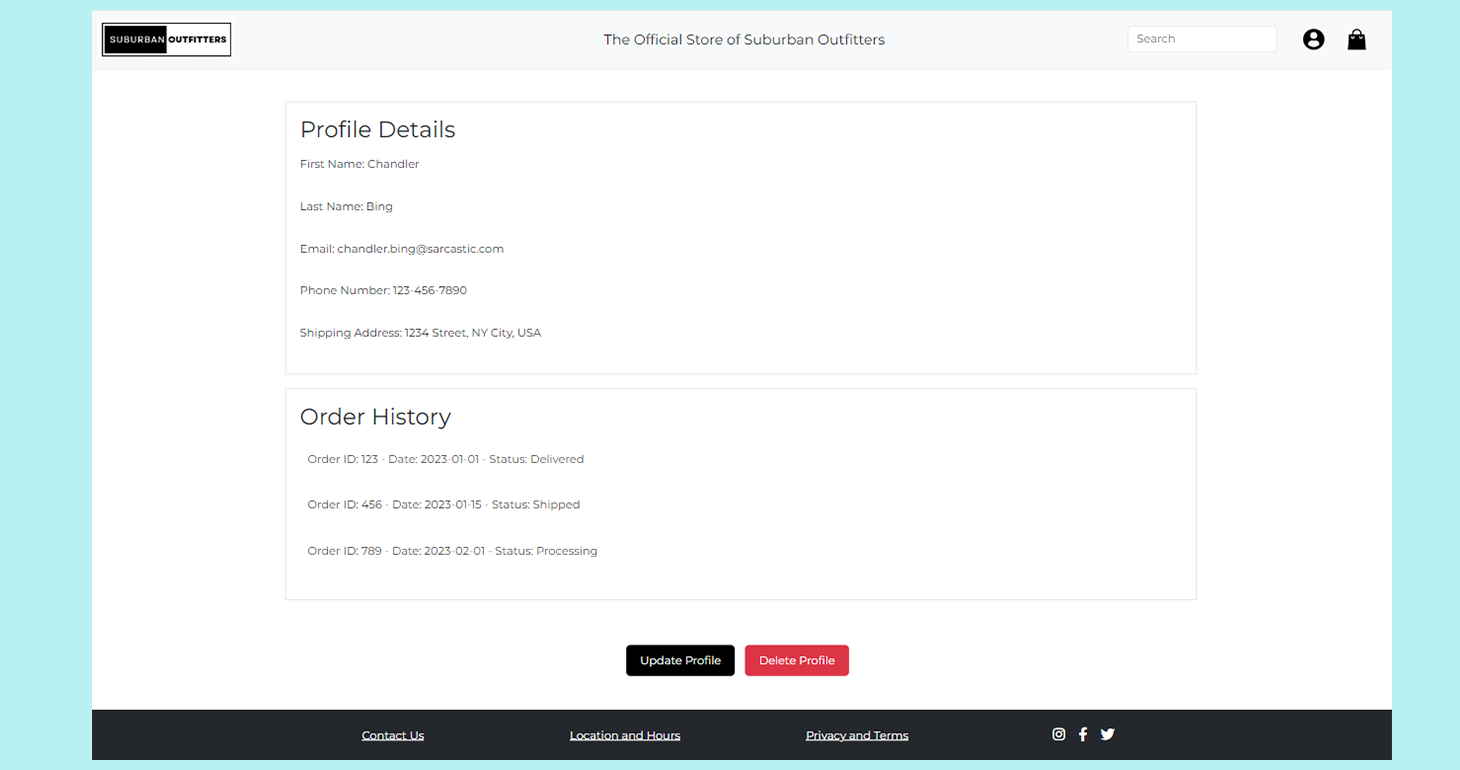 SUBURBAN OUTFITTERS
The Official Store of Suburban Outfitters
Search
Profile Details
First Name: Chandler
Last Name: Bing
Email: chandler.bing@sarcastic.com
Phone Number: 123-456-7890
Shipping Address: 1234 Street, NY City, USA
Order History
Order ID: 123 - Date: 2023-01-01 - Status: Delivered
Order ID: 456 - Date: 2023-01-15 - Status: Shipped
Order ID: 789 - Date: 2023-02-01 - Status: Processing
Update Profile
Delete Profile
Contact Us
Location and Hours
Privacy and Terms